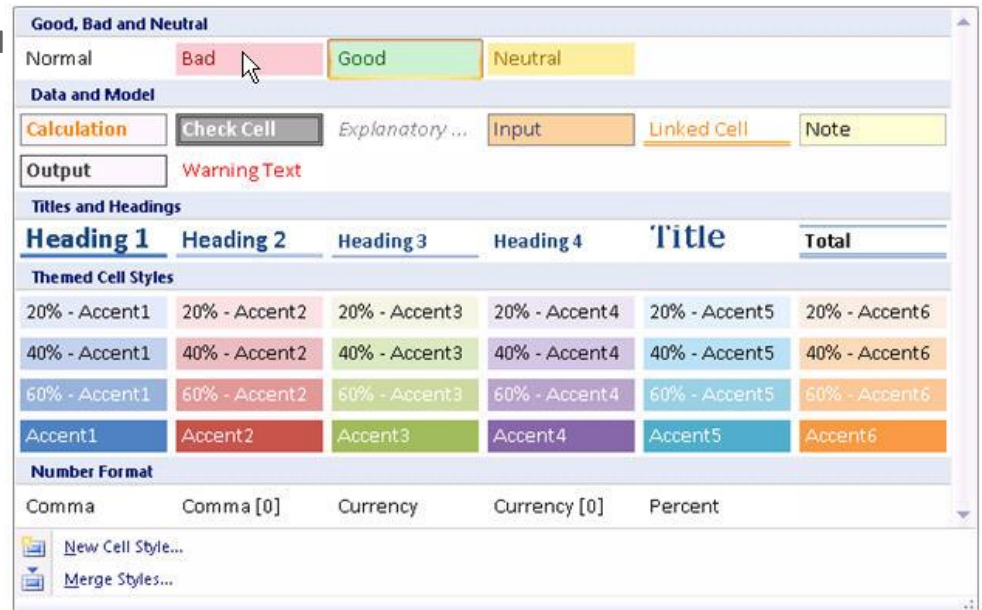 Good, Bad and Neutral
Normal Bad Good Neutral
Data and Model
Calculation Check Cell Explanatory ... Input Linked Cell Note
Output Warning Text
Titles and Headings
Heading 1 Heading 2 Heading 3 Heading 4 Title Total
Themed Cell Styles
20% - Accent1 20% - Accent2 20% - Accent3 20% - Accent4 20% - Accent5 20% - Accent6
40% - Accent1 40% - Accent2 40% - Accent3 40% - Accent4 40% - Accent5 40% - Accent6
60% - Accent1 60% - Accent2 60% - Accent3 60% - Accent4 60% - Accent5 60% - Accent6
Accent1 Accent2 Accent3 Accent4 Accent5 Accent6
Number Format
Comma Comma [0] Currency Currency [0] Percent
New Cell Style...
Merge Styles...